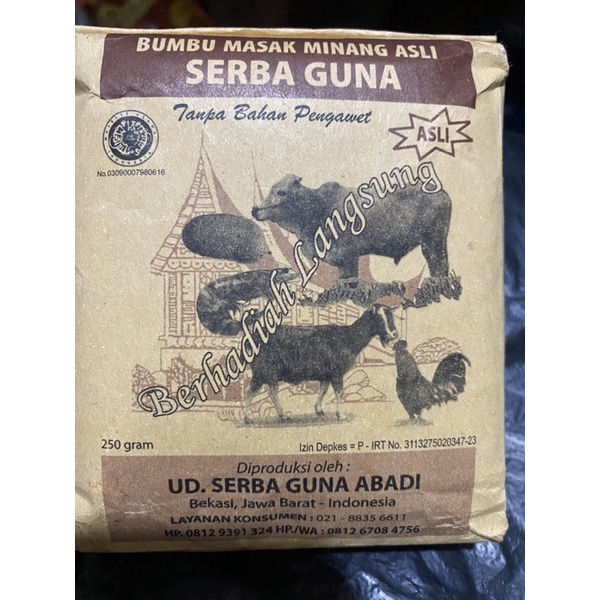 BUMBU MASAK MINANG ASLI
SERBA GUNA
Tanpa Bahan Pengawet
ASLI
No.03090007980616
Berhadiah Langsung
250 gram
Izin Depkes = P - IRT No. 3113275020347-23
Diproduksi oleh :
UD. SERBA GUNA ABADI
Bekasi, Jawa Barat - Indonesia
LAYANAN KONSUMEN : 021 - 8835 6611
HP. 0812 9391 324 HP./WA : 0812 6708 4756